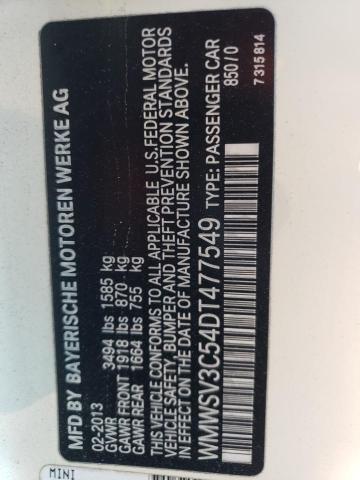 MFD BY BAYERISCHE MOTOREN WERKE AG
02-2013
GVWR 3494 lbs 1585 kg
GAWR FRONT 1918 lbs 870 kg
GAWR REAR 1664 lbs 755 kg
THIS VEHICLE CONFORMS TO ALL APPLICABLE U.S.FEDERAL MOTOR
VEHICLE SAFETY, BUMPER AND THEFT PREVENTION STANDARDS
IN EFFECT ON THE DATE OF MANUFACTURE SHOWN ABOVE.
WMWSV3C54DT477549 TYPE: PASSENGER CAR
850/0
7315814
MINI